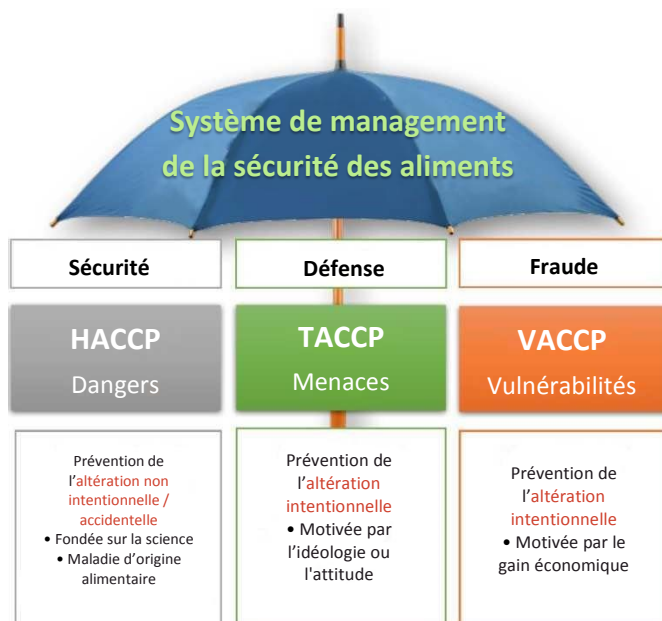 Système de management
de la sécurité des aliments
Sécurité
Défense
Fraude
HACCP
Dangers
TACCP
Menaces
VACCP
Vulnérabilités
Prévention de
l'altération non
intentionnelle /
accidentelle
• Fondée sur la science
• Maladie d'origine
alimentaire
Prévention de
l'altération
intentionnelle
• Motivée par
l'idéologie ou
l'attitude
Prévention de
l'altération
intentionnelle
• Motivée par le
gain économique